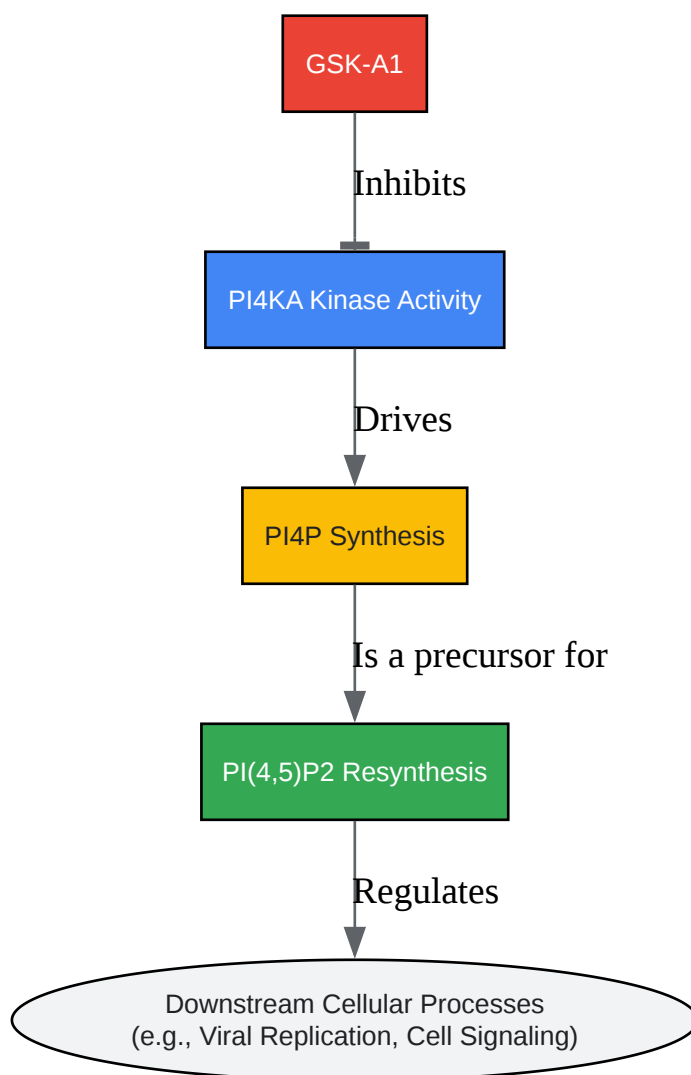 GSK-A1
Inhibits
PI4KA Kinase Activity
Drives
PI4P Synthesis
Is a precursor for
PI(4,5)P2 Resynthesis
Regulates
Downstream Cellular Processes
(e.g., Viral Replication, Cell Signaling)